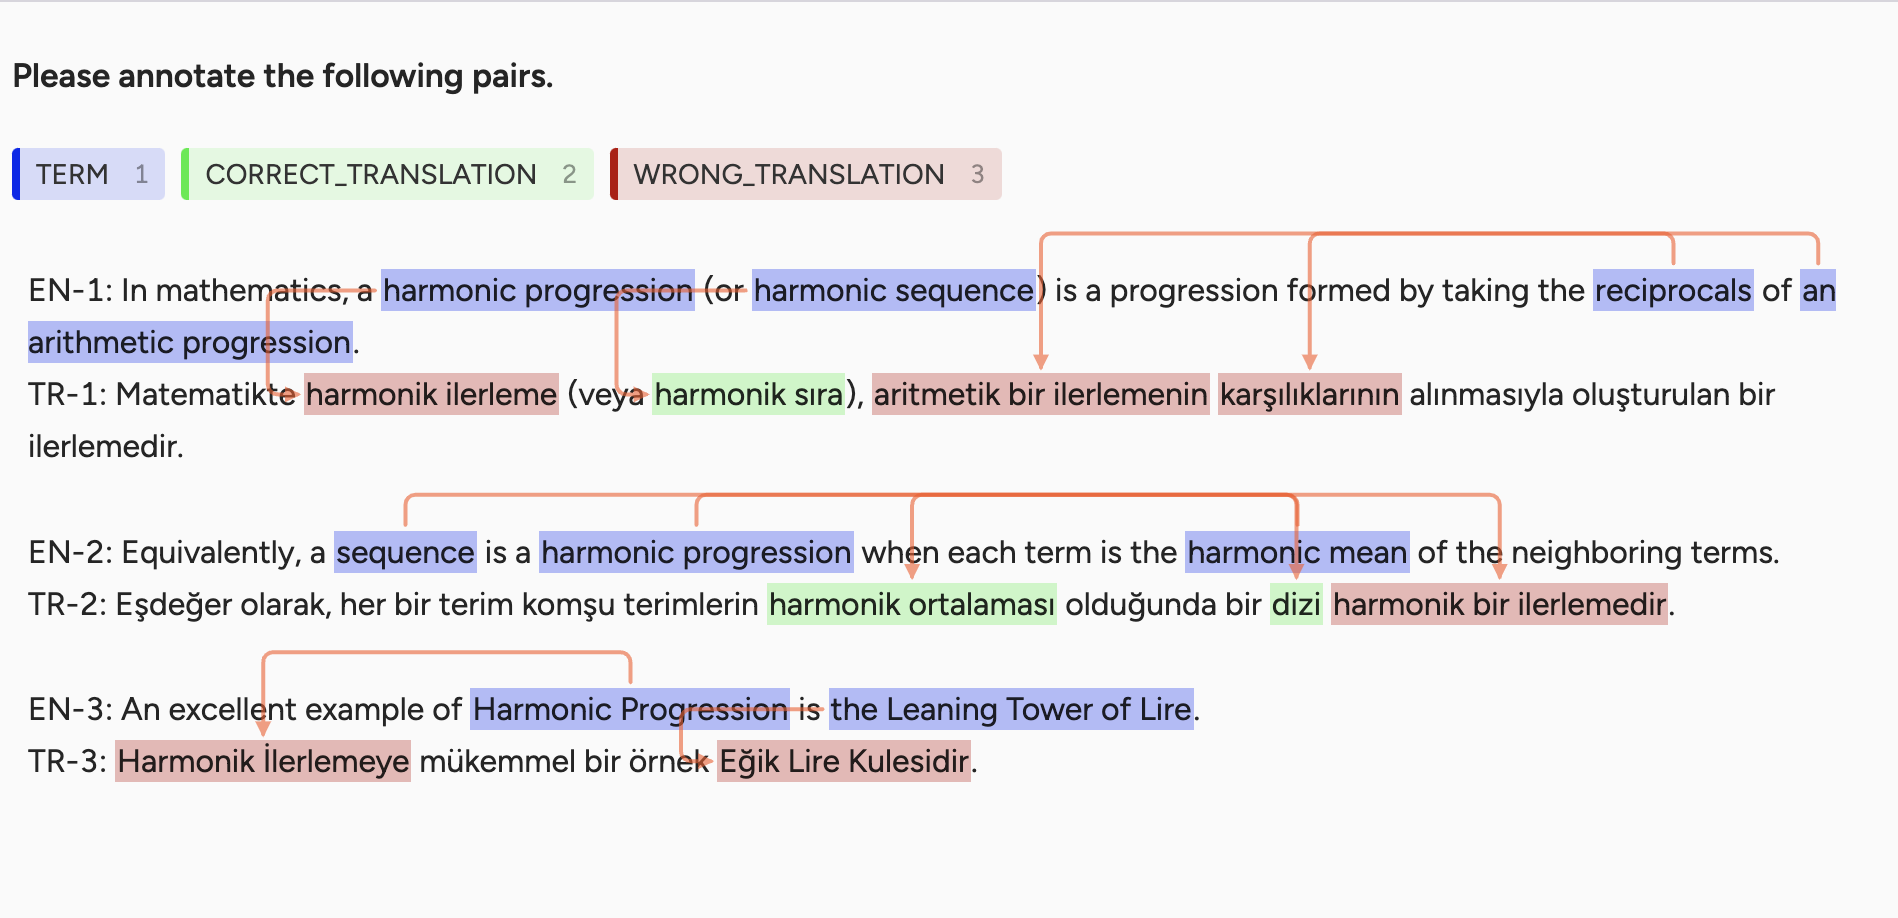 Please annotate the following pairs.
TERM 1 CORRECT_TRANSLATION 2 WRONG_TRANSLATION 3
EN-1: In mathematics, a harmonic progression (or harmonic sequence) is a progression formed by taking the reciprocals of an
arithmetic progression.
TR-1: Matematikte harmonik ilerleme (veya harmonik sıra), aritmetik bir ilerlemenin karşılıklarının alınmasıyla oluşturulan bir
ilerlemedir.
EN-2: Equivalently, a sequence is a harmonic progression when each term is the harmonic mean of the neighboring terms.
TR-2: Eşdeğer olarak, her bir terim komşu terimlerin harmonik ortalaması olduğunda bir dizi harmonik bir ilerlemedir.
EN-3: An excellent example of Harmonic Progression is the Leaning Tower of Lire.
TR-3: Harmonik İlerlemeye mükemmel bir örnek Eğik Lire Kulesidir.